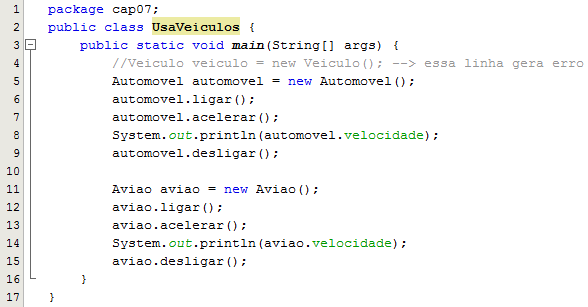 1 package cap07;
2 public class UsaVeiculos {
3 public static void main(String[] args) {
4 //Veiculo veiculo = new Veiculo(); --> essa linha gera erro
5 Automovel automovel = new Automovel();
6 automovel.ligar();
7 automovel.acelerar();
8 System.out.println(automovel.velocidade);
9 automovel.desligar();
10
11 Aviao aviao = new Aviao();
12 aviao.ligar();
13 aviao.acelerar();
14 System.out.println(aviao.velocidade);
15 aviao.desligar();
16 }
17 }